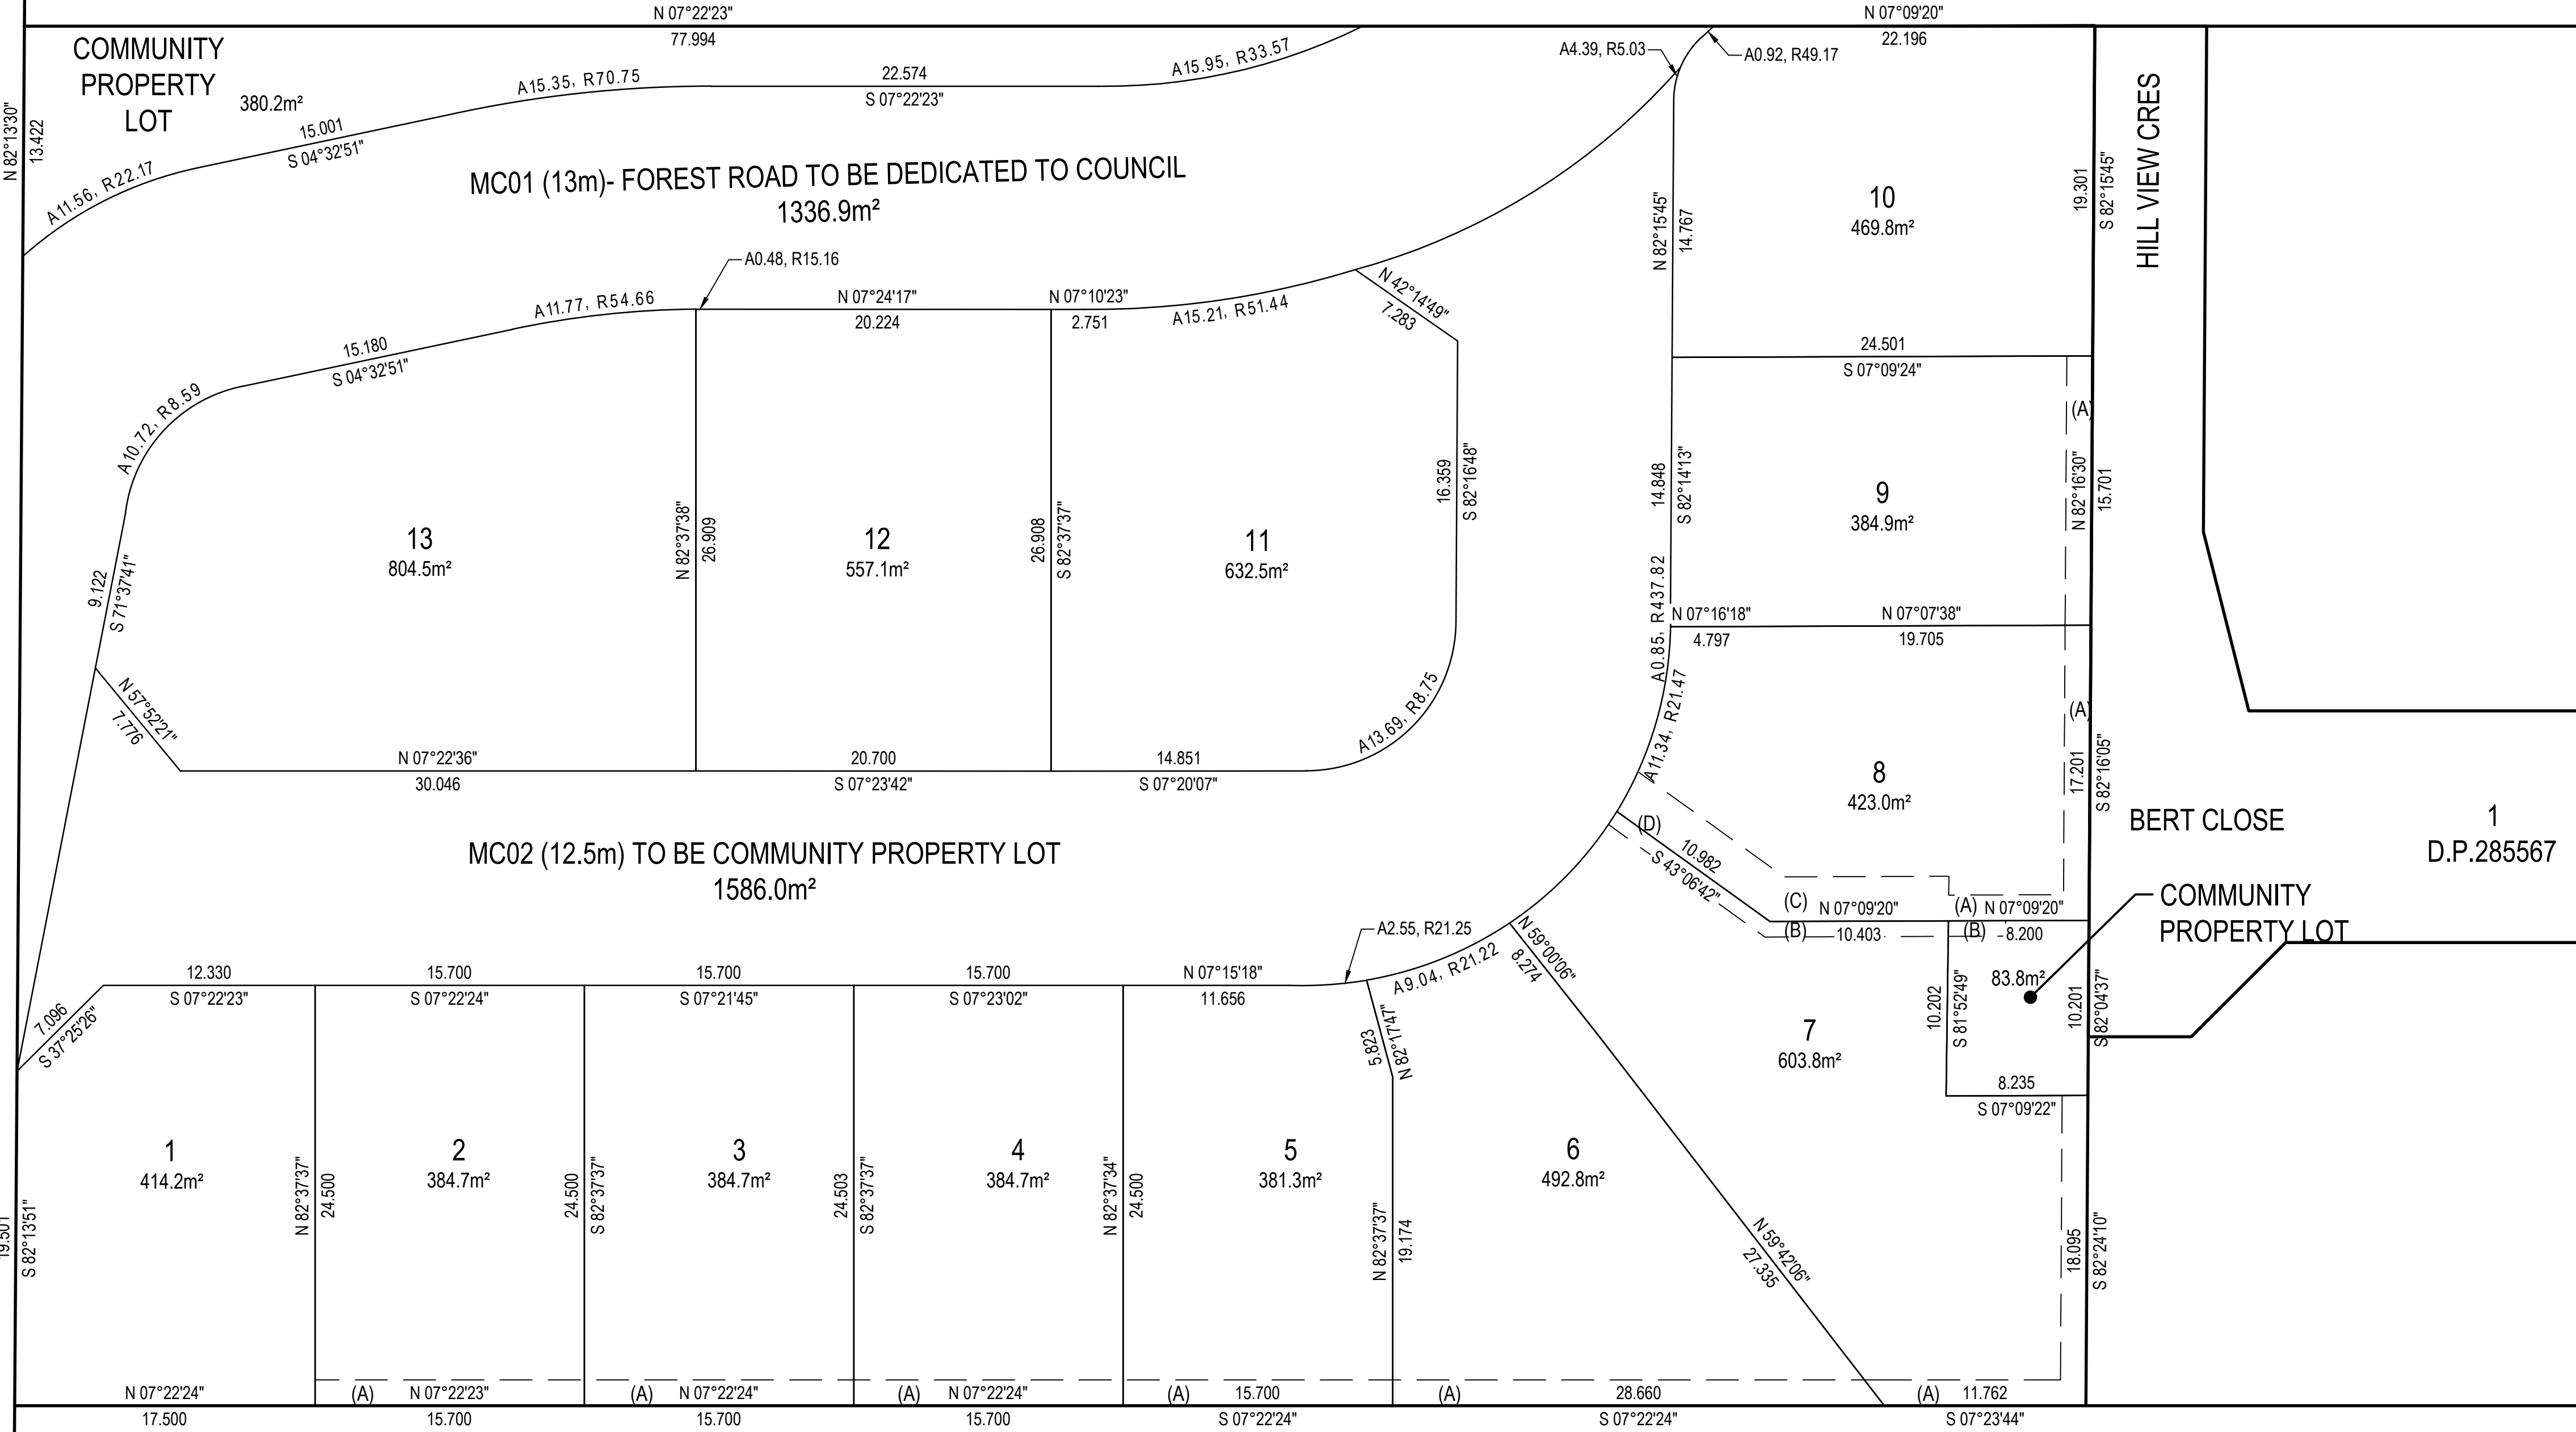 N 07°22'23"
77.994
N 07°09'20"
22.196
COMMUNITY
PROPERTY
LOT
380.2m²
N 82°13'30"
13.422
A11.56, R22.17
15.001
S 04°32'51"
A15.35, R70.75
22.574
S 07°22'23"
A15.95, R33.57
A4.39, R5.03
A0.92, R49.17
MC01 (13m)- FOREST ROAD TO BE DEDICATED TO COUNCIL
1336.9m²
N 82°15'45"
14.767
10
469.8m²
19.301
S 82°15'45"
HILL VIEW CRES
A0.48, R15.16
A11.77, R54.66
N 07°24'17"
20.224
N 07°10'23"
2.751
A15.21, R51.44
N 42°14'49"
7.283
15.180
S 04°32'51"
A10.72, R8.59
24.501
S 07°09'24"
(A)
9.122
S 71°37'41"
13
804.5m²
N 82°37'38"
26.909
12
557.1m²
26.908
S 82°37'37"
11
632.5m²
16.359
S 82°16'48"
14.848
S 82°14'13"
9
384.9m²
N 82°16'30"
15.701
A0.85, R437.82
N 07°16'18"
4.797
N 07°07'38"
19.705
N 57°52'21"
7.776
N 07°22'36"
30.046
20.700
S 07°23'42"
14.851
S 07°20'07"
A13.69, R8.75
A11.34, R21.47
(A)
8
423.0m²
17.201
S 82°16'05"
BERT CLOSE
1
D.P.285567
MC02 (12.5m) TO BE COMMUNITY PROPERTY LOT
1586.0m²
(D)
10.982
S 43°06'42"
(C)
N 07°09'20"
(A)
N 07°09'20"
(B)
10.403
(B)
8.200
COMMUNITY
PROPERTY LOT
83.8m²
A2.55, R21.25
A9.04, R21.22
N 59°00'06"
8.274
7.096
S 37°25'26"
12.330
S 07°22'23"
15.700
S 07°22'24"
15.700
S 07°21'45"
15.700
S 07°23'02"
N 07°15'18"
11.656
5.823
N 82°17'47"
10.202
S 81°52'49"
10.201
S 82°04'37"
7
603.8m²
8.235
S 07°09'22"
19.501
S 82°13'51"
1
414.2m²
N 82°37'37"
24.500
2
384.7m²
24.500
S 82°37'37"
3
384.7m²
24.503
S 82°37'37"
4
384.7m²
N 82°37'34"
24.500
5
381.3m²
N 82°37'37"
19.174
6
492.8m²
N 59°42'06"
27.335
18.095
S 82°24'10"
N 07°22'24"
17.500
(A)
N 07°22'23"
15.700
(A)
N 07°22'24"
15.700
(A)
N 07°22'24"
15.700
(A)
15.700
S 07°22'24"
(A)
28.660
S 07°22'24"
(A)
11.762
S 07°23'44"